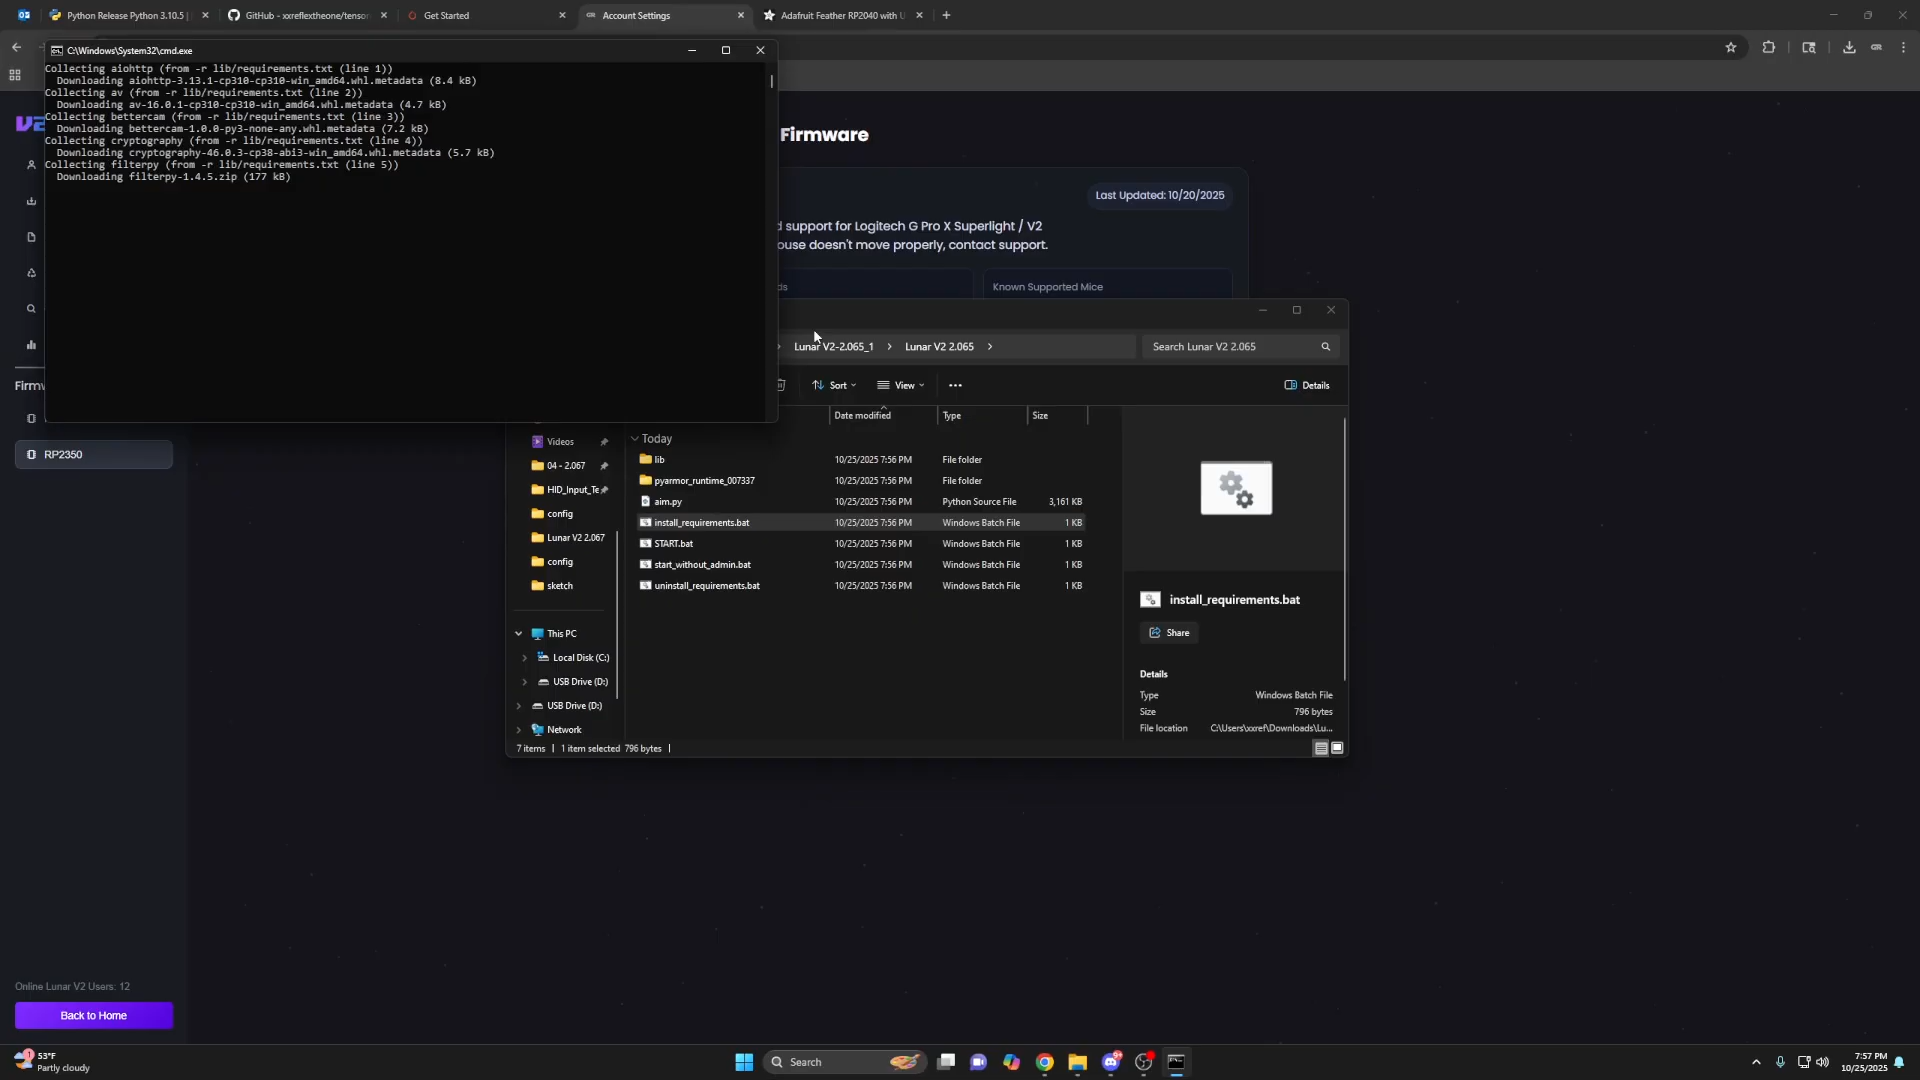 Python Release Python 3.10.5 |
GitHub - xxreflextheone/tensor
Get Started
Account Settings
Adafruit Feather RP2040 with U
C:\Windows\System32\cmd.exe
Collecting aiohttp (from -r lib/requirements.txt (line 1))
Downloading aiohttp-3.13.1-cp310-cp310-win_amd64.whl.metadata (8.4 kB)
Collecting av (from -r lib/requirements.txt (line 2))
Downloading av-16.0.1-cp310-cp310-win_amd64.whl.metadata (4.7 kB)
Collecting bettercam (from -r lib/requirements.txt (line 3))
Downloading bettercam-1.0.0-py3-none-any.whl.metadata (7.2 kB)
Collecting cryptography (from -r lib/requirements.txt (line 4))
Downloading cryptography-46.0.3-cp38-abi3-win_amd64.whl.metadata (5.7 kB)
Collecting filterpy (from -r lib/requirements.txt (line 5))
Downloading filterpy-1.4.5.zip (177 kB)
V2
Firmware
Last Updated: 10/20/2025
d support for Logitech G Pro X Superlight / V2
ouse doesn't move properly, contact support.
ds
Known Supported Mice
Firmw
RP2350
Lunar V2-2.065_1
Lunar V2 2.065
Search Lunar V2 2.065
Sort
View
Details
Date modified
Type
Size
Videos
04 - 2.067
HID_Input_Te
config
Lunar V2 2.067
config
sketch
This PC
Local Disk (C:)
USB Drive (D:)
USB Drive (D:)
Network
Today
lib 10/25/2025 7:56 PM File folder
pyarmor_runtime_007337 10/25/2025 7:56 PM File folder
aim.py 10/25/2025 7:56 PM Python Source File 3,161 KB
install_requirements.bat 10/25/2025 7:56 PM Windows Batch File 1 KB
START.bat 10/25/2025 7:56 PM Windows Batch File 1 KB
start_without_admin.bat 10/25/2025 7:56 PM Windows Batch File 1 KB
uninstall_requirements.bat 10/25/2025 7:56 PM Windows Batch File 1 KB
install_requirements.bat
Share
Details
Type Windows Batch File
Size 796 bytes
File location C:\Users\xxref\Downloads\Lu...
7 items
1 item selected 796 bytes
Online Lunar V2 Users: 12
Back to Home
53°F
Partly cloudy
Search
7:57 PM
10/25/2025